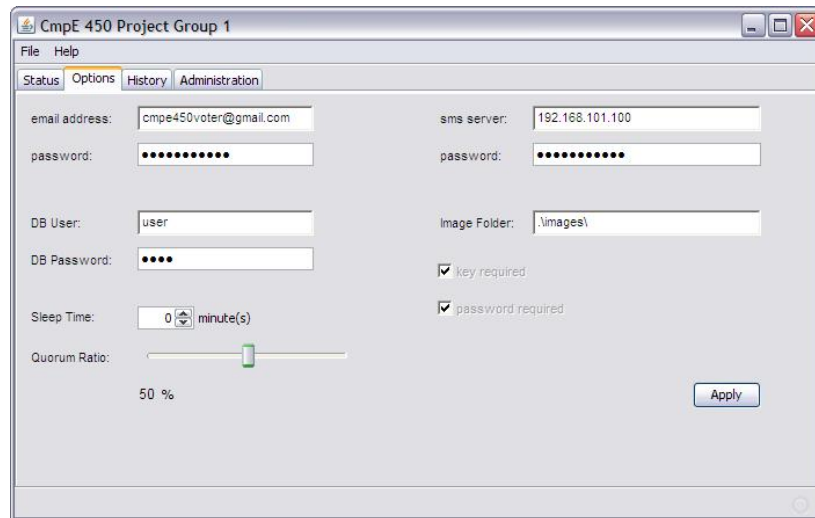 CmpE 450 Project Group 1
File Help
Status Options History Administration
email address: cmpe450voter@gmail.com
sms server: 192.168.101.100
password: •••••••••••
password: •••••••••••
DB User: user
Image Folder: .\images\
DB Password: ••••
key required
Sleep Time: 0 minute(s)
password required
Quorum Ratio:
50 %
Apply